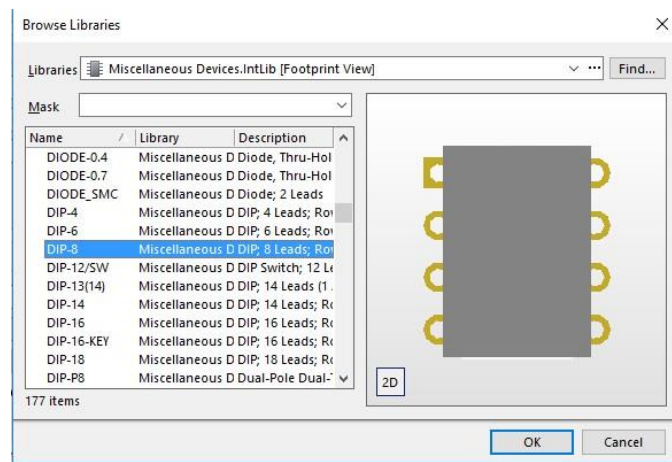 Browse Libraries
Libraries Miscellaneous Devices.IntLib [Footprint View] ... Find...
Mask
Name / Library Description
DIODE-0.4 Miscellaneous D Diode, Thru-Hol
DIODE-0.7 Miscellaneous D Diode, Thru-Hol
DIODE_SMC Miscellaneous D Diode; 2 Leads
DIP-4 Miscellaneous D DIP; 4 Leads; Rov
DIP-6 Miscellaneous D DIP; 6 Leads; Rov
DIP-8 Miscellaneous D DIP; 8 Leads; Rov
DIP-12/SW Miscellaneous D DIP Switch; 12 Le
DIP-13(14) Miscellaneous D DIP; 14 Leads (1 .
DIP-14 Miscellaneous D DIP; 14 Leads; Ro
DIP-16 Miscellaneous D DIP; 16 Leads; Ro
DIP-16-KEY Miscellaneous D DIP; 16 Leads; Ro
DIP-18 Miscellaneous D DIP; 18 Leads; Ro
DIP-P8 Miscellaneous D Dual-Pole Dual-
2D
177 items
OK Cancel